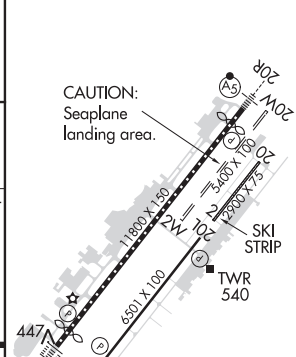 A5
20R
CAUTION:
Seaplane
landing area.
20W
P
5400 X 100
20
11800 X 150
2900 X 75
2W
20L
2
SKI
STRIP
P
TWR
540
6501 X 100
P
447
P